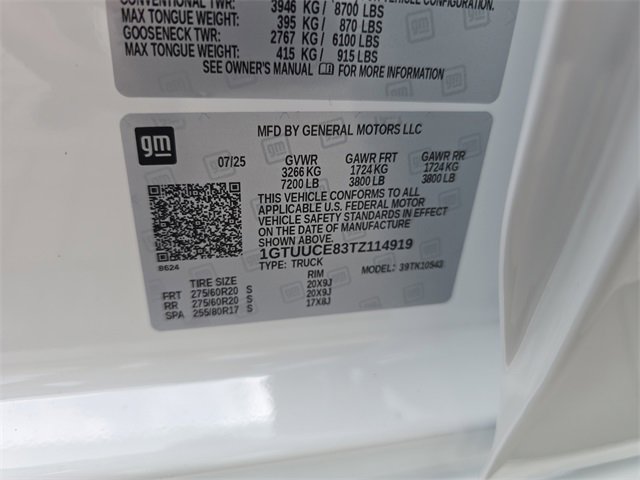 CONVENTIONAL TWR: 3946 KG/ 8700 LBS
MAX TONGUE WEIGHT: 395 KG/ 870 LBS
GOOSENECK TWR: 2767 KG/ 6100 LBS
MAX TONGUE WEIGHT: 415 KG/ 915 LBS
SEE OWNER'S MANUAL FOR MORE INFORMATION
VEHICLE CONFIGURATION.
gm
MFD BY GENERAL MOTORS LLC
07/25 GVWR GAWR FRT GAWR RR
3266 KG 1724 KG 1724 KG
7200 LB 3800 LB 3800 LB
THIS VEHICLE CONFORMS TO ALL
APPLICABLE U.S. FEDERAL MOTOR
VEHICLE SAFETY STANDARDS IN EFFECT
ON THE DATE OF MANUFACTURE
SHOWN ABOVE.
1GTUUCE83TZ114919
B624
TYPE: TRUCK MODEL: 39TK10543
TIRE SIZE RIM
FRT 275/60R20 S 20X9J
RR 275/60R20 S 20X9J
SPA 255/80R17 S 17X8J